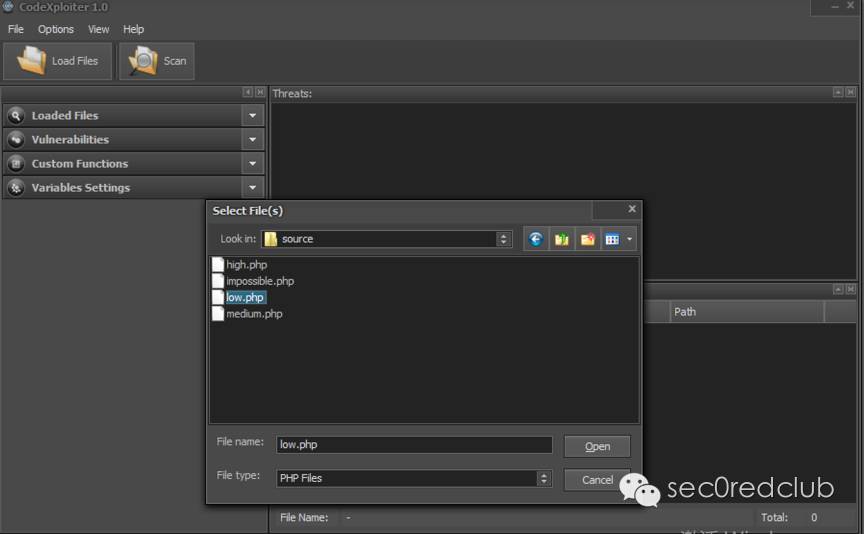 CodeXploiter 1.0
File Options View Help
Load Files Scan
Threats:
Loaded Files
Vulnerabilities
Custom Functions
Variables Settings
Select File(s)
Look in: source
high.php
impossible.php
low.php
medium.php
Path
File name: low.php Open
File type: PHP Files Cancel
sec0redclub
File Name: - Total: 0